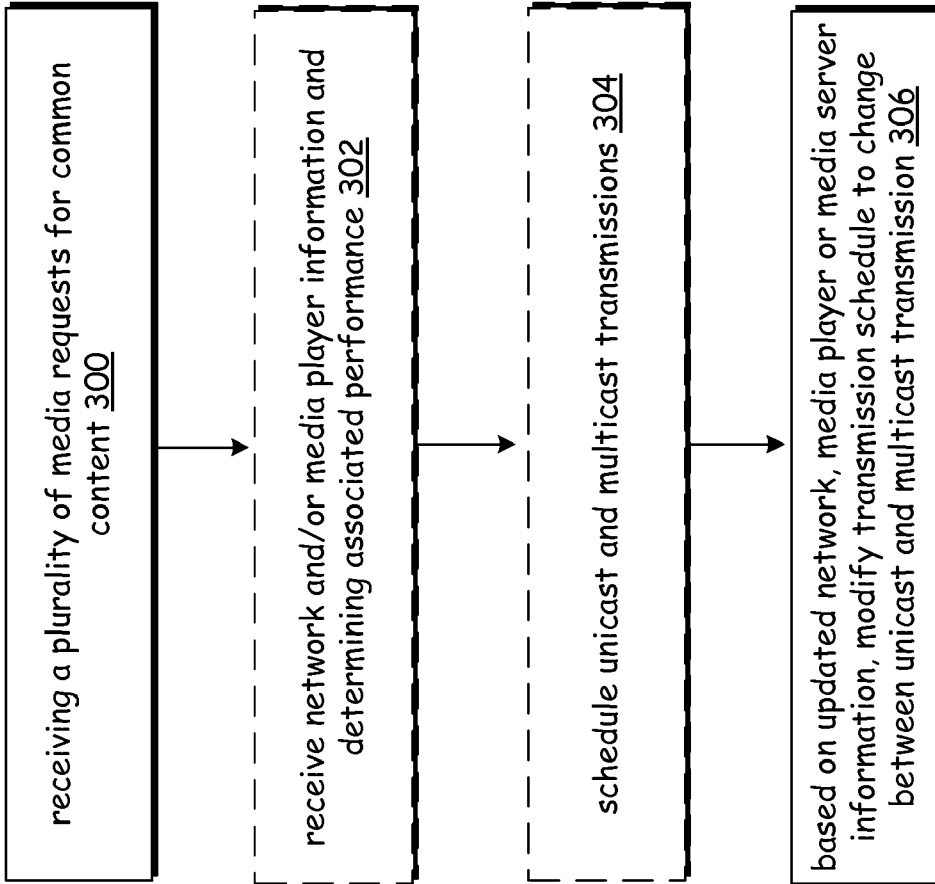 receiving a plurality of media requests for common
content 300
receive network and/or media player information and
determining associated performance 302
schedule unicast and multicast transmissions 304
based on updated network, media player or media server
information, modify transmission schedule to change
between unicast and multicast transmission 306